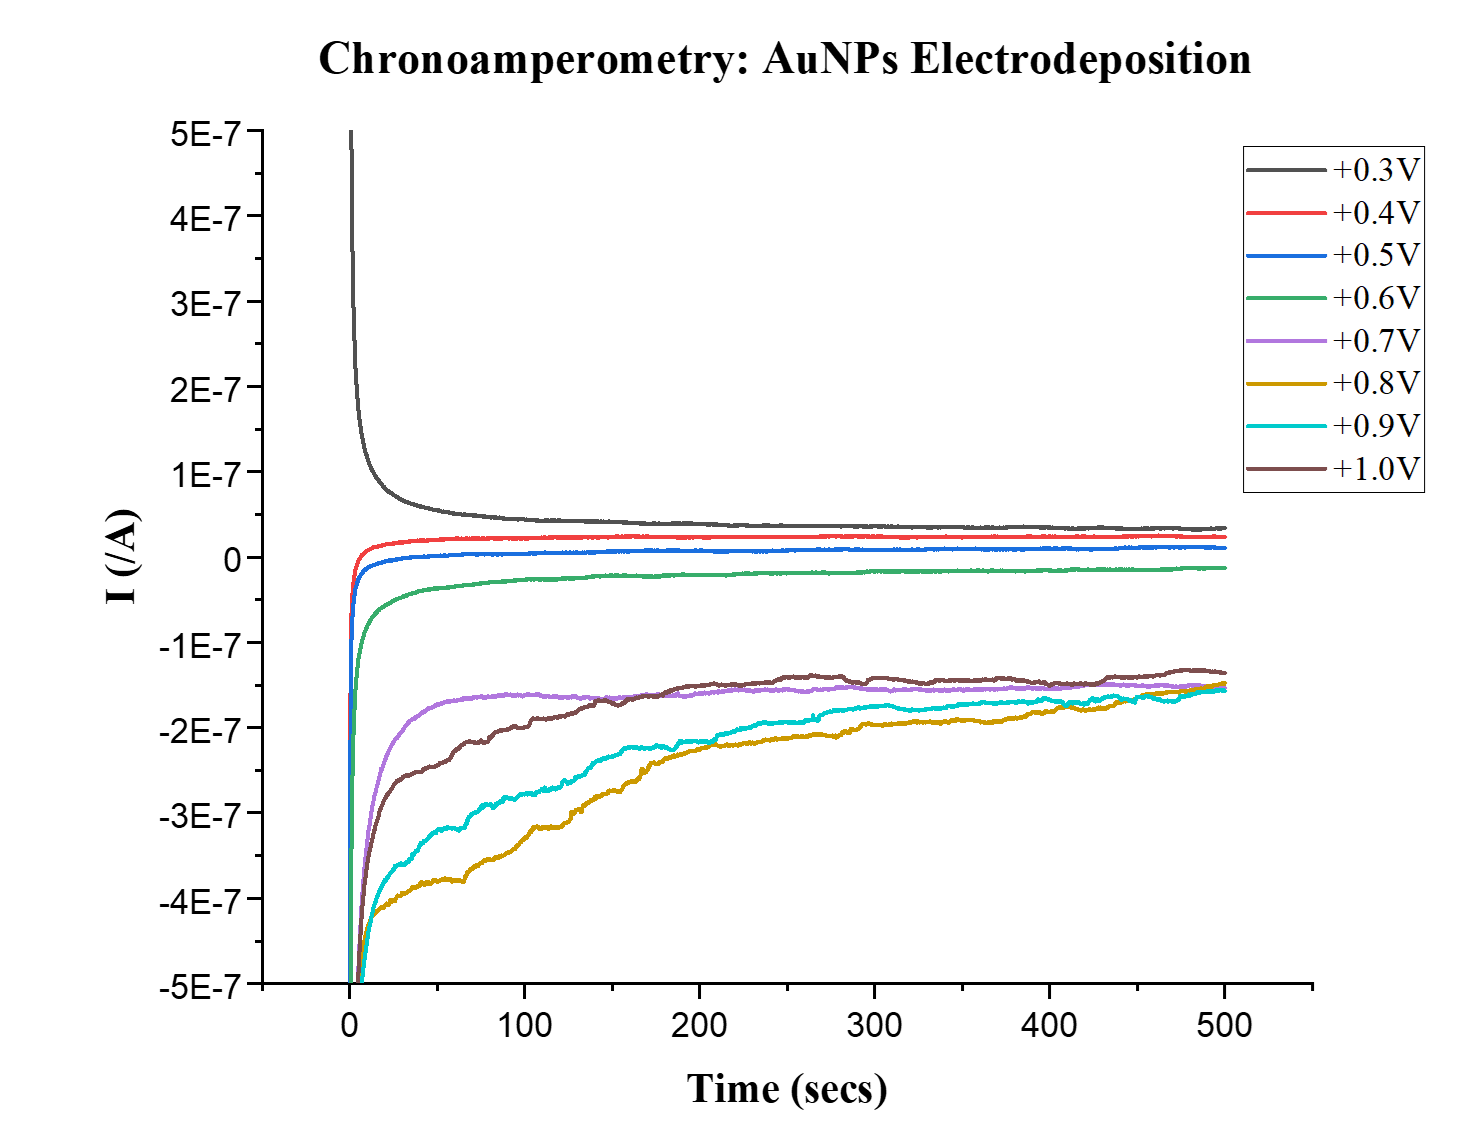 Chronoamperometry: AuNPs Electrodeposition
5E-7
4E-7
3E-7
2E-7
1E-7
0
-1E-7
-2E-7
-3E-7
-4E-7
-5E-7
I (/A)
+0.3V
+0.4V
+0.5V
+0.6V
+0.7V
+0.8V
+0.9V
+1.0V
0 100 200 300 400 500
Time (secs)